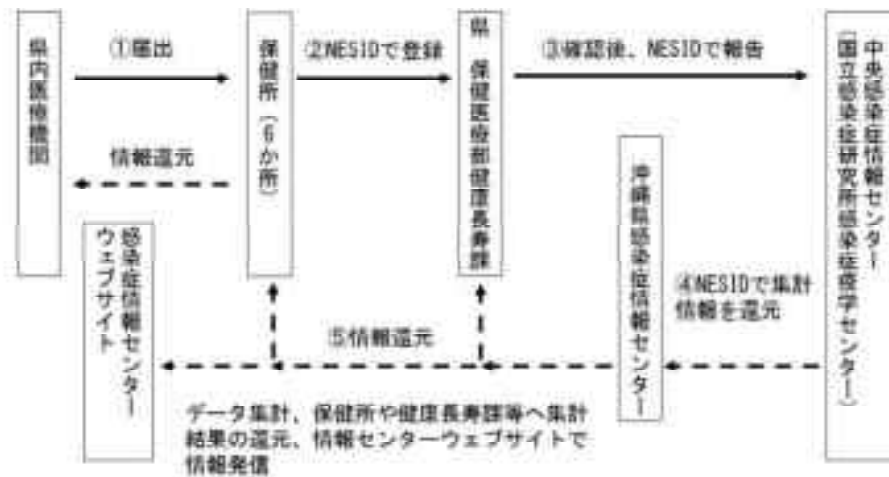 ①届出
②NESIDで登録
③確認後、NESIDで報告
県内医療機関
保健所（6か所）
県 保健医療部健康長寿課
中央感染症情報センター
（国立感染症研究所感染症疫学センター）
情報還元
沖縄県感染症情報センター
感染症情報センター
ウェブサイト
④NESIDで集計
情報を還元
⑤情報還元
データ集計、保健所や健康長寿課等へ集計
結果の還元、情報センターウェブサイトで
情報発信